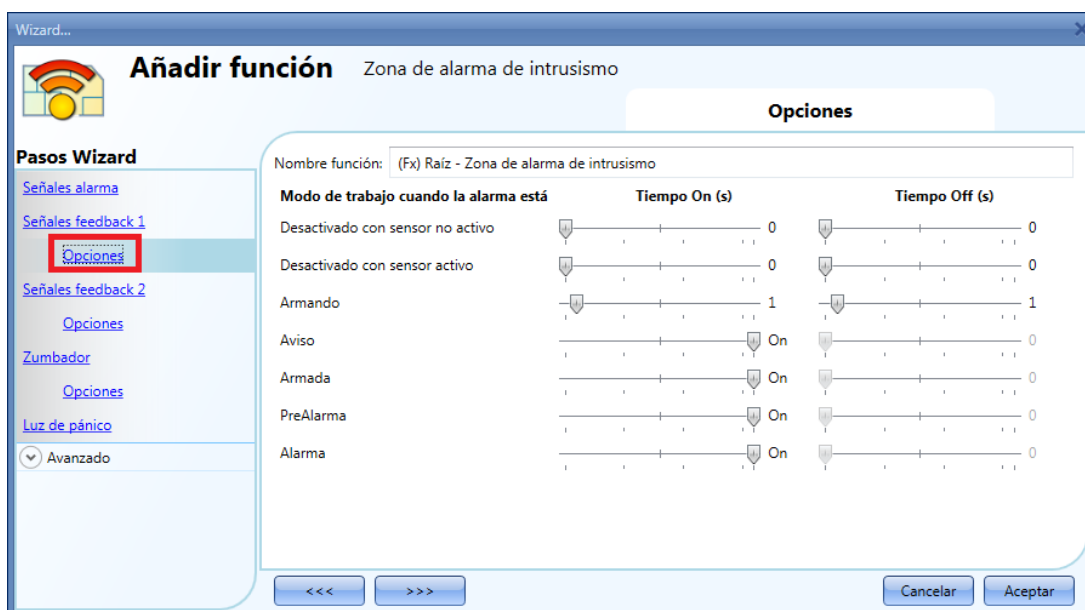 Wizard...
Añadir función Zona de alarma de intrusismo
Opciones
Pasos Wizard
Señales alarma
Señales feedback 1
Opciones
Señales feedback 2
Opciones
Zumbador
Opciones
Luz de pánico
Avanzado
Nombre función: (Fx) Raíz - Zona de alarma de intrusismo
Modo de trabajo cuando la alarma está Tiempo On (s) Tiempo Off (s)
Desactivado con sensor no activo 0 0
Desactivado con sensor activo 0 0
Armando 1 1
Aviso On 0
Armada On 0
PreAlarma On 0
Alarma On 0
<<< >>> Cancelar Aceptar